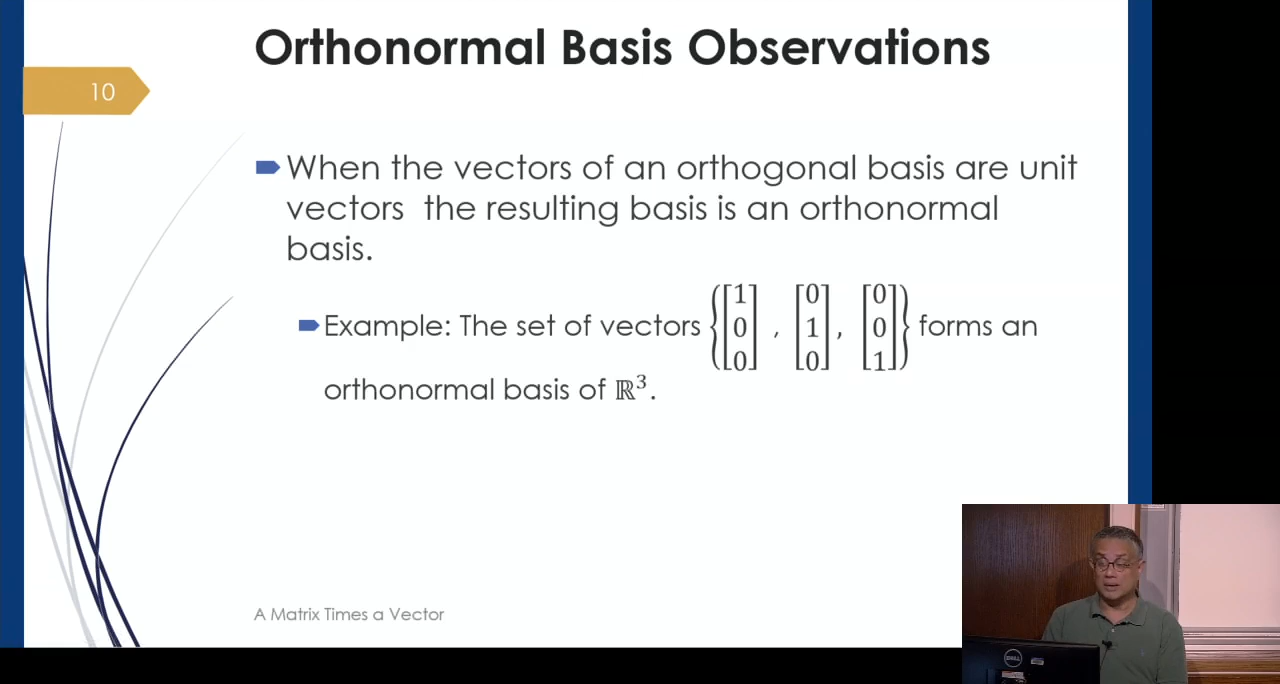 Orthonormal Basis Observations
10
When the vectors of an orthogonal basis are unit
vectors  the resulting basis is an orthonormal
basis.
Example: The set of vectors {[1 0 0], [0 1 0], [0 0 1]} forms an
orthonormal basis of ℝ³.
A Matrix Times a Vector
DELL